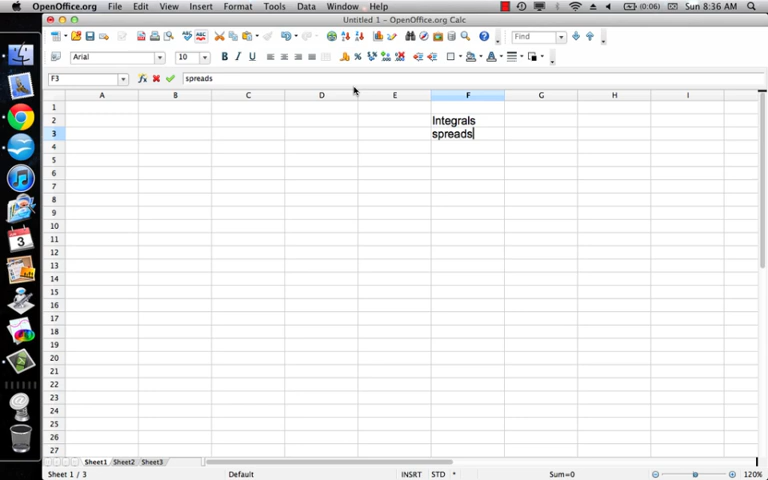 OpenOffice.org File Edit View Insert Format Tools Data Window Help (0:06) Sun 8:36 AM
Untitled 1 - OpenOffice.org Calc
Find
Arial 10 B I U
F3 spreads
A B C D E F G H I
1
2 Integrals
3 spreads
4
5
6
7
8
9
10
11
12
13
14
15
16
17
18
19
20
21
22
23
24
25
26
27
Sheet1 Sheet2 Sheet3
Sheet 1 / 3 Default INSRT STD * Sum=0 120%